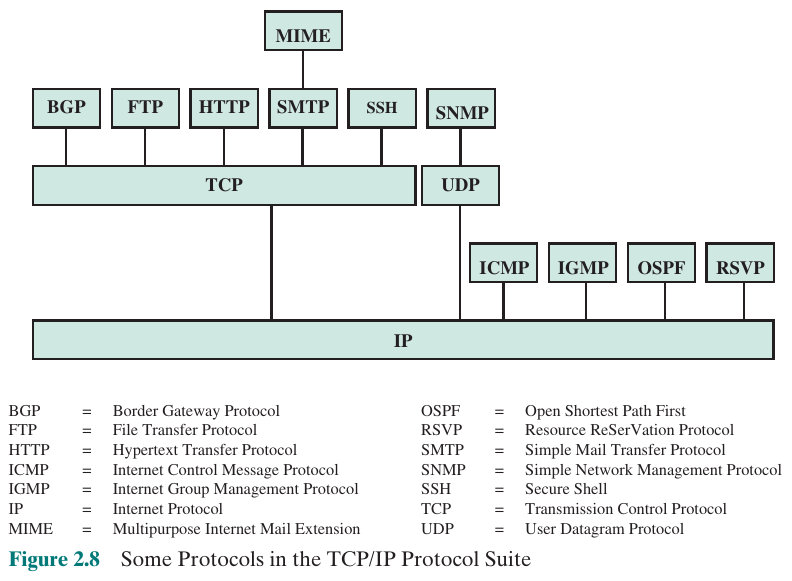 MIME
BGP FTP HTTP SMTP SSH SNMP
TCP UDP
ICMP IGMP OSPF RSVP
IP
BGP = Border Gateway Protocol
FTP = File Transfer Protocol
HTTP = Hypertext Transfer Protocol
ICMP = Internet Control Message Protocol
IGMP = Internet Group Management Protocol
IP = Internet Protocol
MIME = Multipurpose Internet Mail Extension
OSPF = Open Shortest Path First
RSVP = Resource ReSerVation Protocol
SMTP = Simple Mail Transfer Protocol
SNMP = Simple Network Management Protocol
SSH = Secure Shell
TCP = Transmission Control Protocol
UDP = User Datagram Protocol
Figure 2.8 Some Protocols in the TCP/IP Protocol Suite